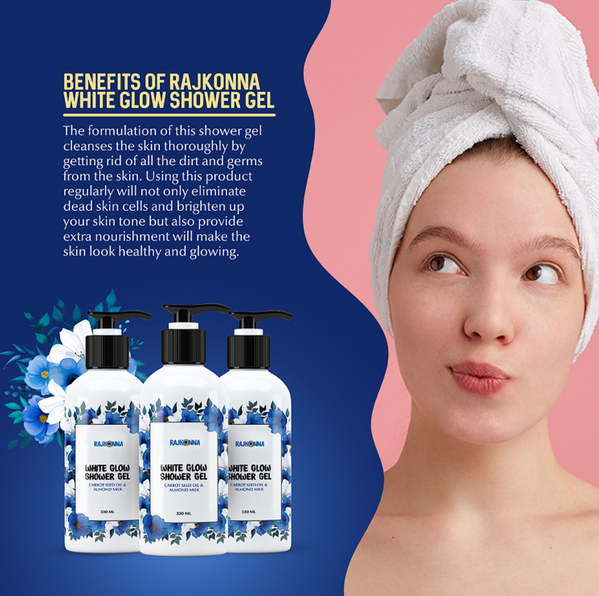 BENEFITS OF RAJKONNA
WHITE GLOW SHOWER GEL
The formulation of this shower gel
cleanses the skin thoroughly by
getting rid of all the dirt and germs
from the skin. Using this product
regularly will not only eliminate
dead skin cells and brighten up
your skin tone but also provide
extra nourishment will make the
skin look healthy and glowing.
RAJKONNA
WHITE GLOW
SHOWER GEL
CARROT SEED OIL &
ALMOND MILK
330 ML
RAJKONNA
WHITE GLOW
SHOWER GEL
CARROT SEED OIL &
ALMOND MILK
330 ML
RAJKONNA
WHITE GLOW
SHOWER GEL
CARROT SEED OIL &
ALMOND MILK
330 ML